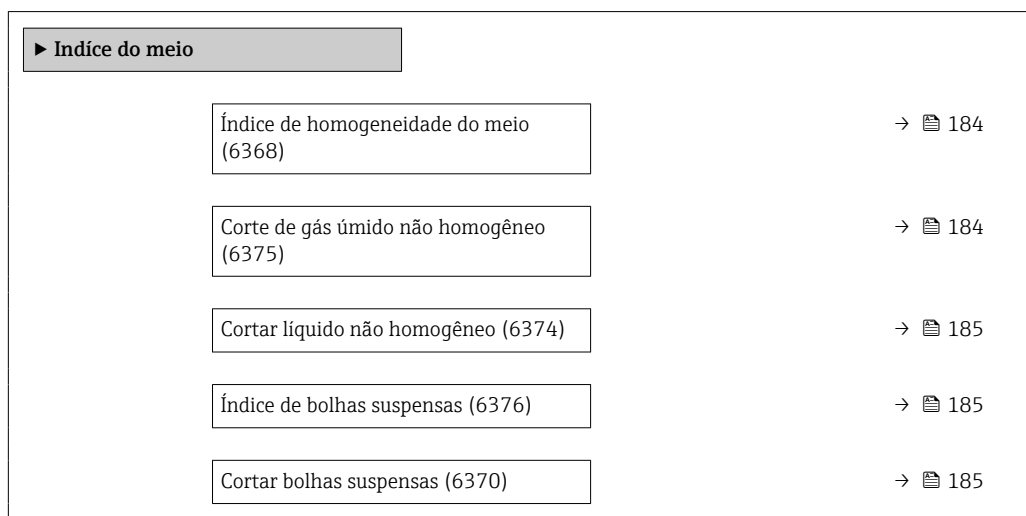 ▶ Indíce do meio
Índice de homogeneidade do meio
(6368)
→ 184
Corte de gás úmido não homogêneo
(6375)
→ 184
Cortar líquido não homogêneo (6374)
→ 185
Índice de bolhas suspensas (6376)
→ 185
Cortar bolhas suspensas (6370)
→ 185